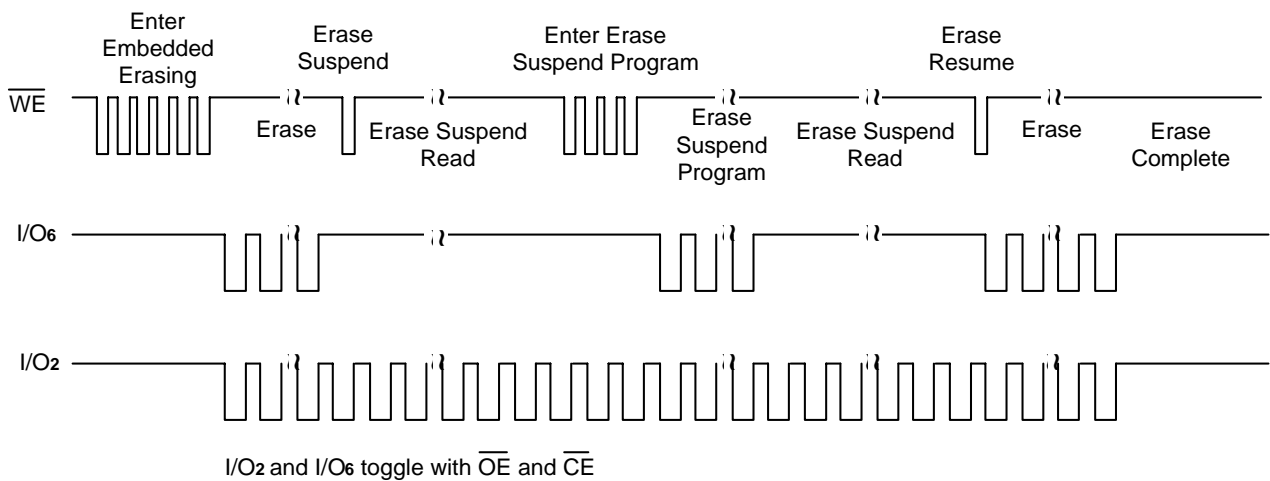 Enter
Embedded
Erasing
Erase
Suspend
Enter Erase
Suspend Program
Erase
Resume
WE
Erase
Erase Suspend
Read
Erase
Suspend
Program
Erase Suspend
Read
Erase
Erase
Complete
I/O6
I/O2
I/O2 and I/O6 toggle with OE and CE